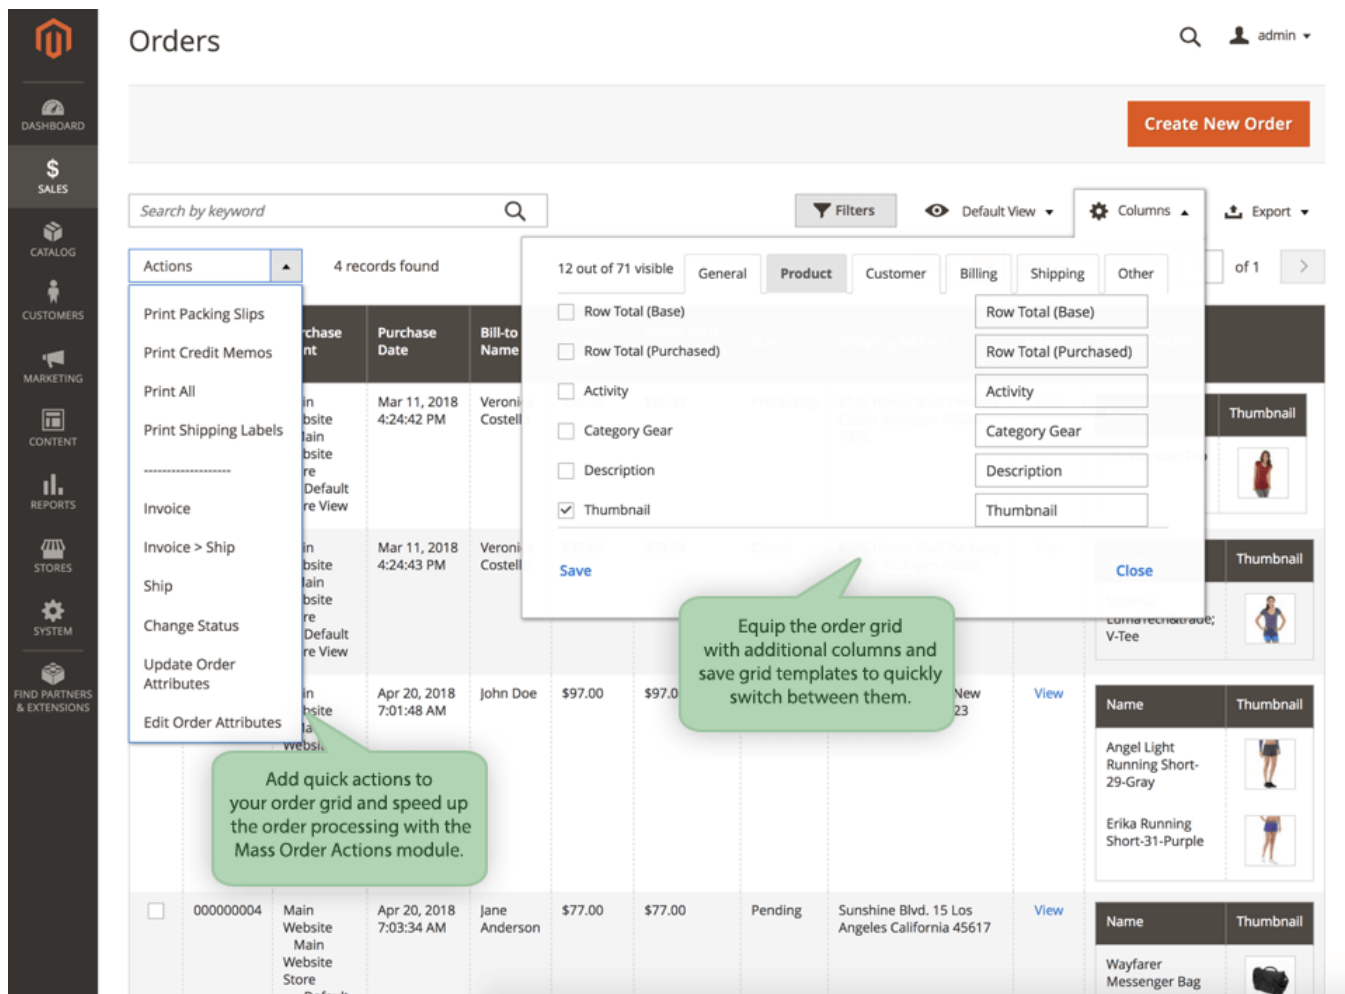 Orders
admin
DASHBOARD
SALES
CATALOG
CUSTOMERS
MARKETING
CONTENT
REPORTS
STORES
SYSTEM
FIND PARTNERS
& EXTENSIONS
Create New Order
Search by keyword
Filters
Default View
Columns
Export
Actions
4 records found
of 1
Print Packing Slips
Print Credit Memos
Print All
Print Shipping Labels
-------------------
Invoice
Invoice > Ship
Ship
Change Status
Update Order
Attributes
Edit Order Attributes
12 out of 71 visible
General
Product
Customer
Billing
Shipping
Other
Row Total (Base)
Row Total (Base)
Row Total (Purchased)
Row Total (Purchased)
Activity
Activity
Category Gear
Category Gear
Description
Description
Thumbnail
Thumbnail
Save
Close
Purchase
Date
Bill-to
Name
Mar 11, 2018
4:24:42 PM
Default
Thumbnail
Mar 11, 2018
4:24:43 PM
Default
Thumbnail
LumaTech&trade;
V-Tee
Equip the order grid
with additional columns and
save grid templates to quickly
switch between them.
Apr 20, 2018
7:01:48 AM
John Doe
$97.00
New
View
Name
Thumbnail
Angel Light
Running Short-
29-Gray
Erika Running
Short-31-Purple
Add quick actions to
your order grid and speed up
the order processing with the
Mass Order Actions module.
000000004
Main
Website
Main
Website
Store
Apr 20, 2018
7:03:34 AM
Jane
Anderson
$77.00
$77.00
Pending
Sunshine Blvd. 15 Los
Angeles California 45617
View
Name
Thumbnail
Wayfarer
Messenger Bag